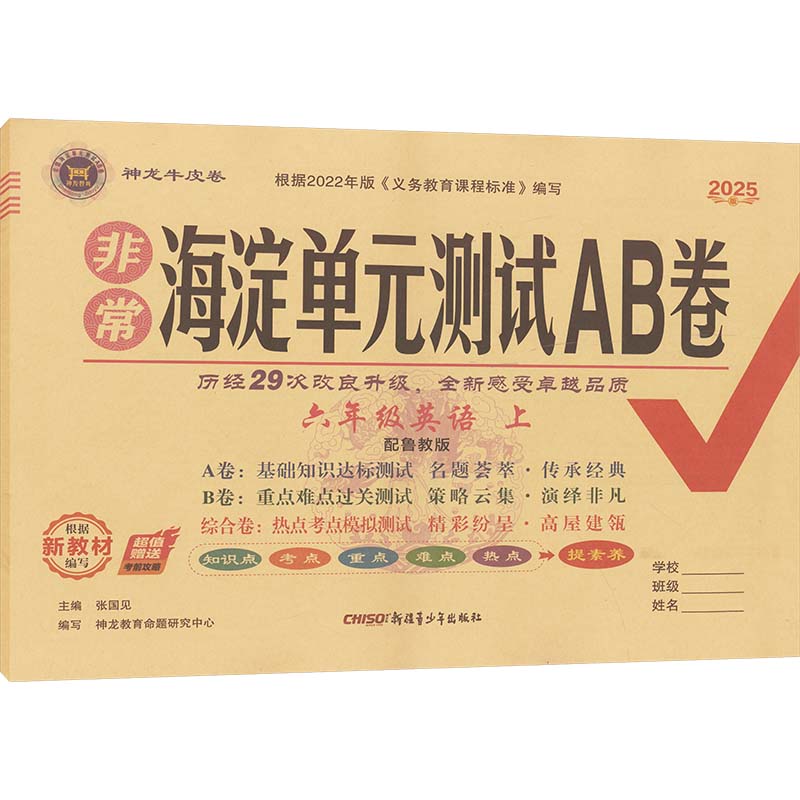 神龙牛皮卷
根据2022年版《义务教育课程标准》编写
2025
版
非常
海淀单元测试AB卷
历经29次改良升级，全新感受卓越品质
六年级英语 上
配鲁教版
A卷：基础知识达标测试 名题荟萃·传承经典
B卷：重点难点过关测试 策略云集·演绎非凡
综合卷：热点考点模拟测试 精彩纷呈·高屋建瓴
根据
新教材
编写
超值
赠送
考前攻略
知识点 考点 重点 难点 热点 提素养
学校
班级
姓名
主编 张国见
编写 神龙教育命题研究中心
CHISO 新疆青少年出版社